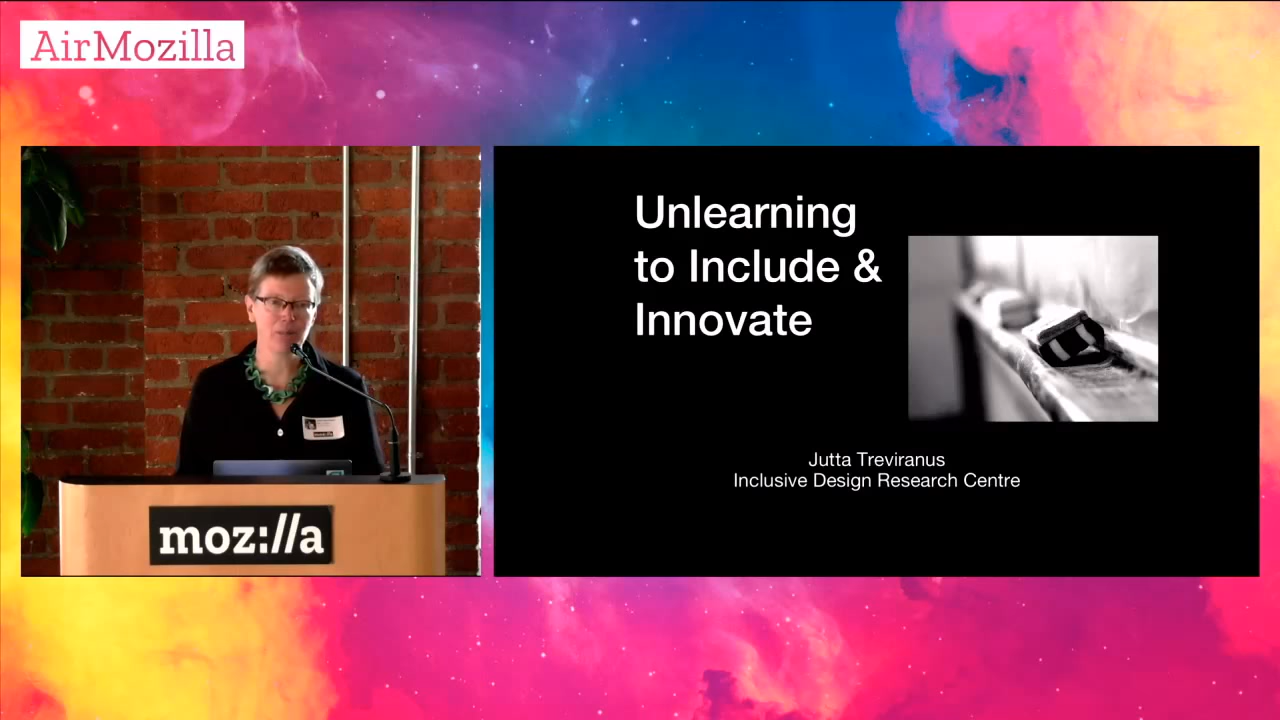 AirMozilla
Unlearning
to Include &
Innovate
Jutta Treviranus
Inclusive Design Research Centre
moz://a